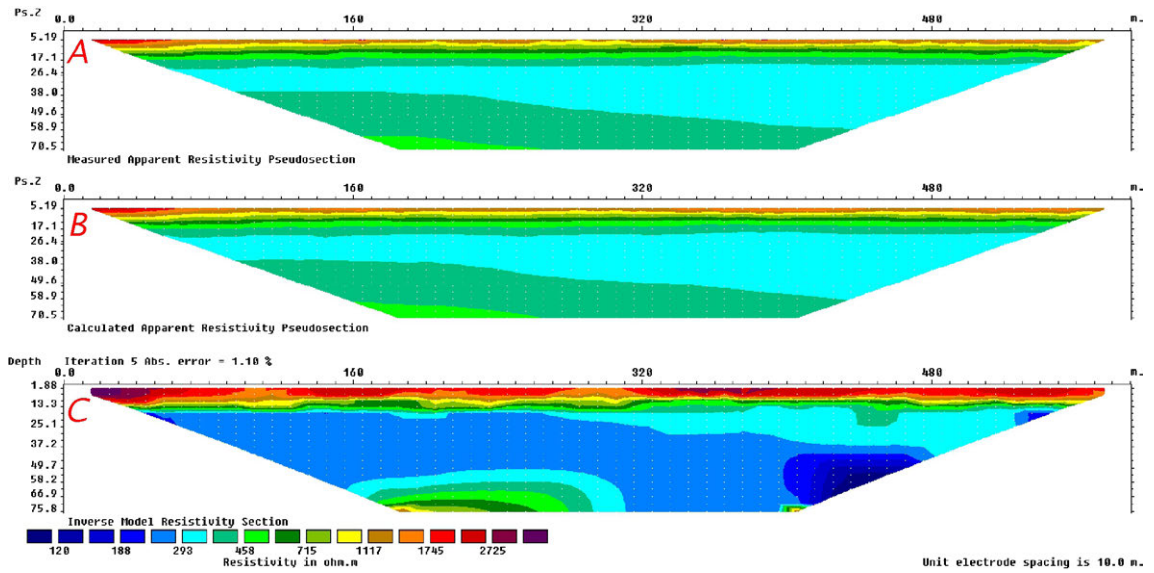 Ps.Z 0.0 160 320 480 m.
A
5.19
17.1
26.4
38.0
49.6
58.9
70.5
Measured Apparent Resistivity Pseudosection
Ps.Z 0.0 160 320 480 m.
B
5.19
17.1
26.4
38.0
49.6
58.9
70.5
Calculated Apparent Resistivity Pseudosection
Depth Iteration 5 Abs. error = 1.10 %
0.0 160 320 480 m.
1.88
C
13.3
25.1
37.2
49.7
58.2
66.9
75.8
Inverse Model Resistivity Section
120 188 293 458 715 1117 1745 2725
Resistivity in ohm.m
Unit electrode spacing is 10.0 m.